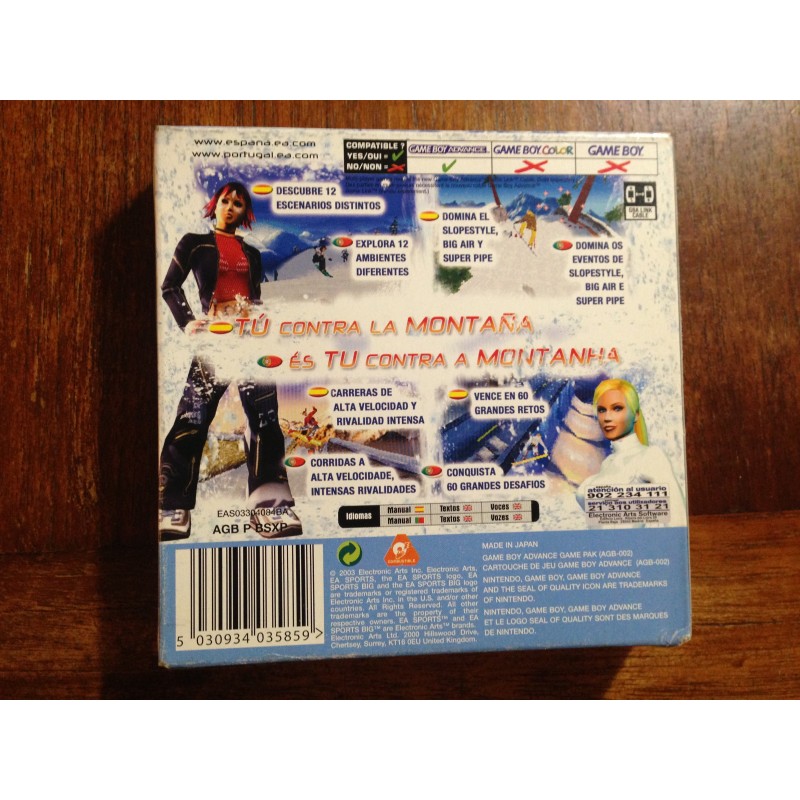 www.espana.ea.com
www.portugal.ea.com
COMPATIBLE ?
YES/OUI =
NO/NON =
GAME BOY ADVANCE
GAME BOY COLOR
GAME BOY
GBA LINK
CABLE
DESCUBRE 12
ESCENARIOS DISTINTOS
EXPLORA 12
AMBIENTES
DIFERENTES
DOMINA EL
SLOPESTYLE,
BIG AIR Y
SUPER PIPE
DOMINA OS
EVENTOS DE
SLOPESTYLE,
BIG AIR E
SUPER PIPE
TÚ CONTRA LA MONTAÑA
ÉS TU CONTRA A MONTANHA
CARRERAS DE
ALTA VELOCIDAD Y
RIVALIDAD INTENSA
CORRIDAS A
ALTA VELOCIDADE,
INTENSAS RIVALIDADES
VENCE EN 60
GRANDES RETOS
CONQUISTA
60 GRANDES DESAFIOS
atención al usuario
902 234 111
serviço aos utilizadores
21 310 31 21
Electronic Arts Software
EAS03304084BA
AGB P BSXP
Idiomas
Manual Textos Voces
Manual Textos Vozes
5 030934 035859 >
© 2003 Electronic Arts Inc. Electronic Arts,
EA SPORTS, the EA SPORTS logo, EA
SPORTS BIG and the EA SPORTS BIG logo
are trademarks or registered trademarks of
Electronic Arts Inc. in the U.S. and/or other
countries. All Rights Reserved. All other
trademarks are the property of their
respective owners. EA SPORTS™ and EA
SPORTS BIG™ are Electronic Arts™ brands.
Electronic Arts Ltd. 2000 Hillswood Drive,
Chertsey, Surrey, KT16 0EU United Kingdom.
MADE IN JAPAN
GAME BOY ADVANCE GAME PAK (AGB-002)
CARTOUCHE DE JEU GAME BOY ADVANCE (AGB-002)
NINTENDO, GAME BOY, GAME BOY ADVANCE
AND THE SEAL OF QUALITY ICON ARE TRADEMARKS
OF NINTENDO.
NINTENDO, GAME BOY, GAME BOY ADVANCE
ET LE LOGO SEAL OF QUALITY SONT DES MARQUES
DE NINTENDO.